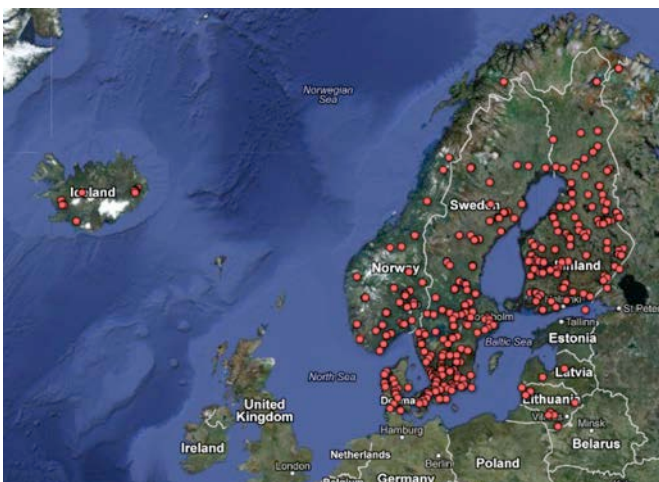 Norwegian
Sea
Iceland
Sweden
Norway
Finland
St Peter
Tallinn
Baltic Sea
Estonia
Latvia
North Sea
Lithuania
Minsk
United
Kingdom
Ireland
Hamburg
Belarus
London
Netherlands
Berlin
Poland
Germany